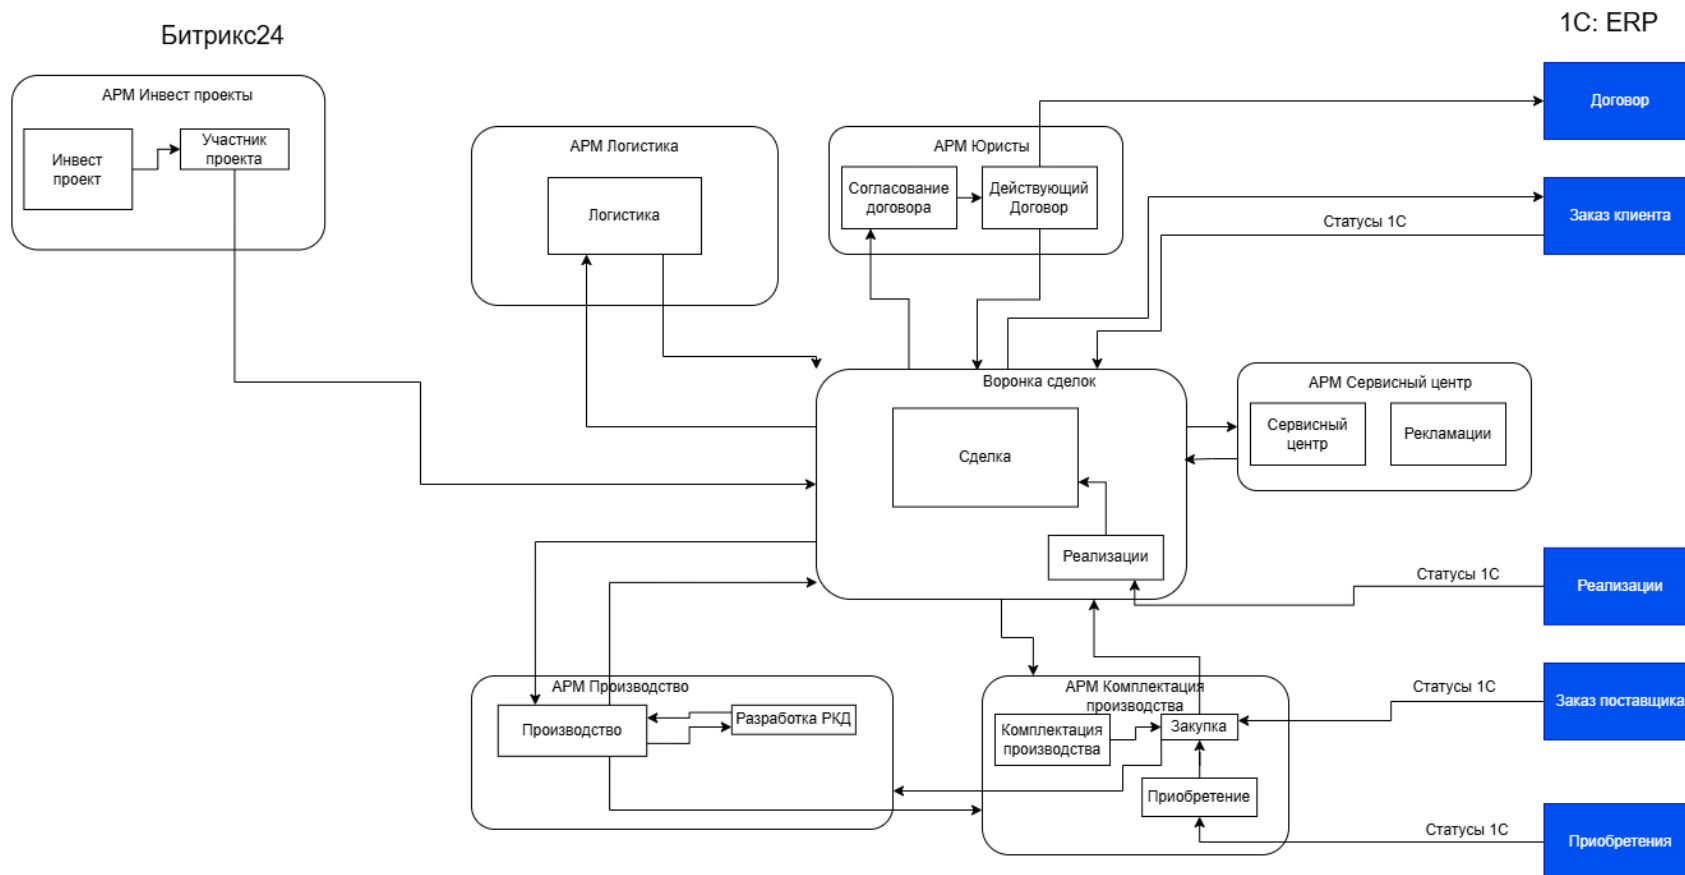 Битрикс24
1С: ERP
АРМ Инвест проекты
Инвест
проект
Участник
проекта
АРМ Логистика
Логистика
АРМ Юристы
Согласование
договора
Действующий
Договор
Договор
Заказ клиента
Статусы 1С
Воронка сделок
Сделка
Реализации
АРМ Сервисный центр
Сервисный
центр
Рекламации
Статусы 1С
Реализации
АРМ Производство
Производство
Разработка РКД
АРМ Комплектация
производства
Комплектация
производства
Закупка
Приобретение
Статусы 1С
Заказ поставщика
Статусы 1С
Приобретения